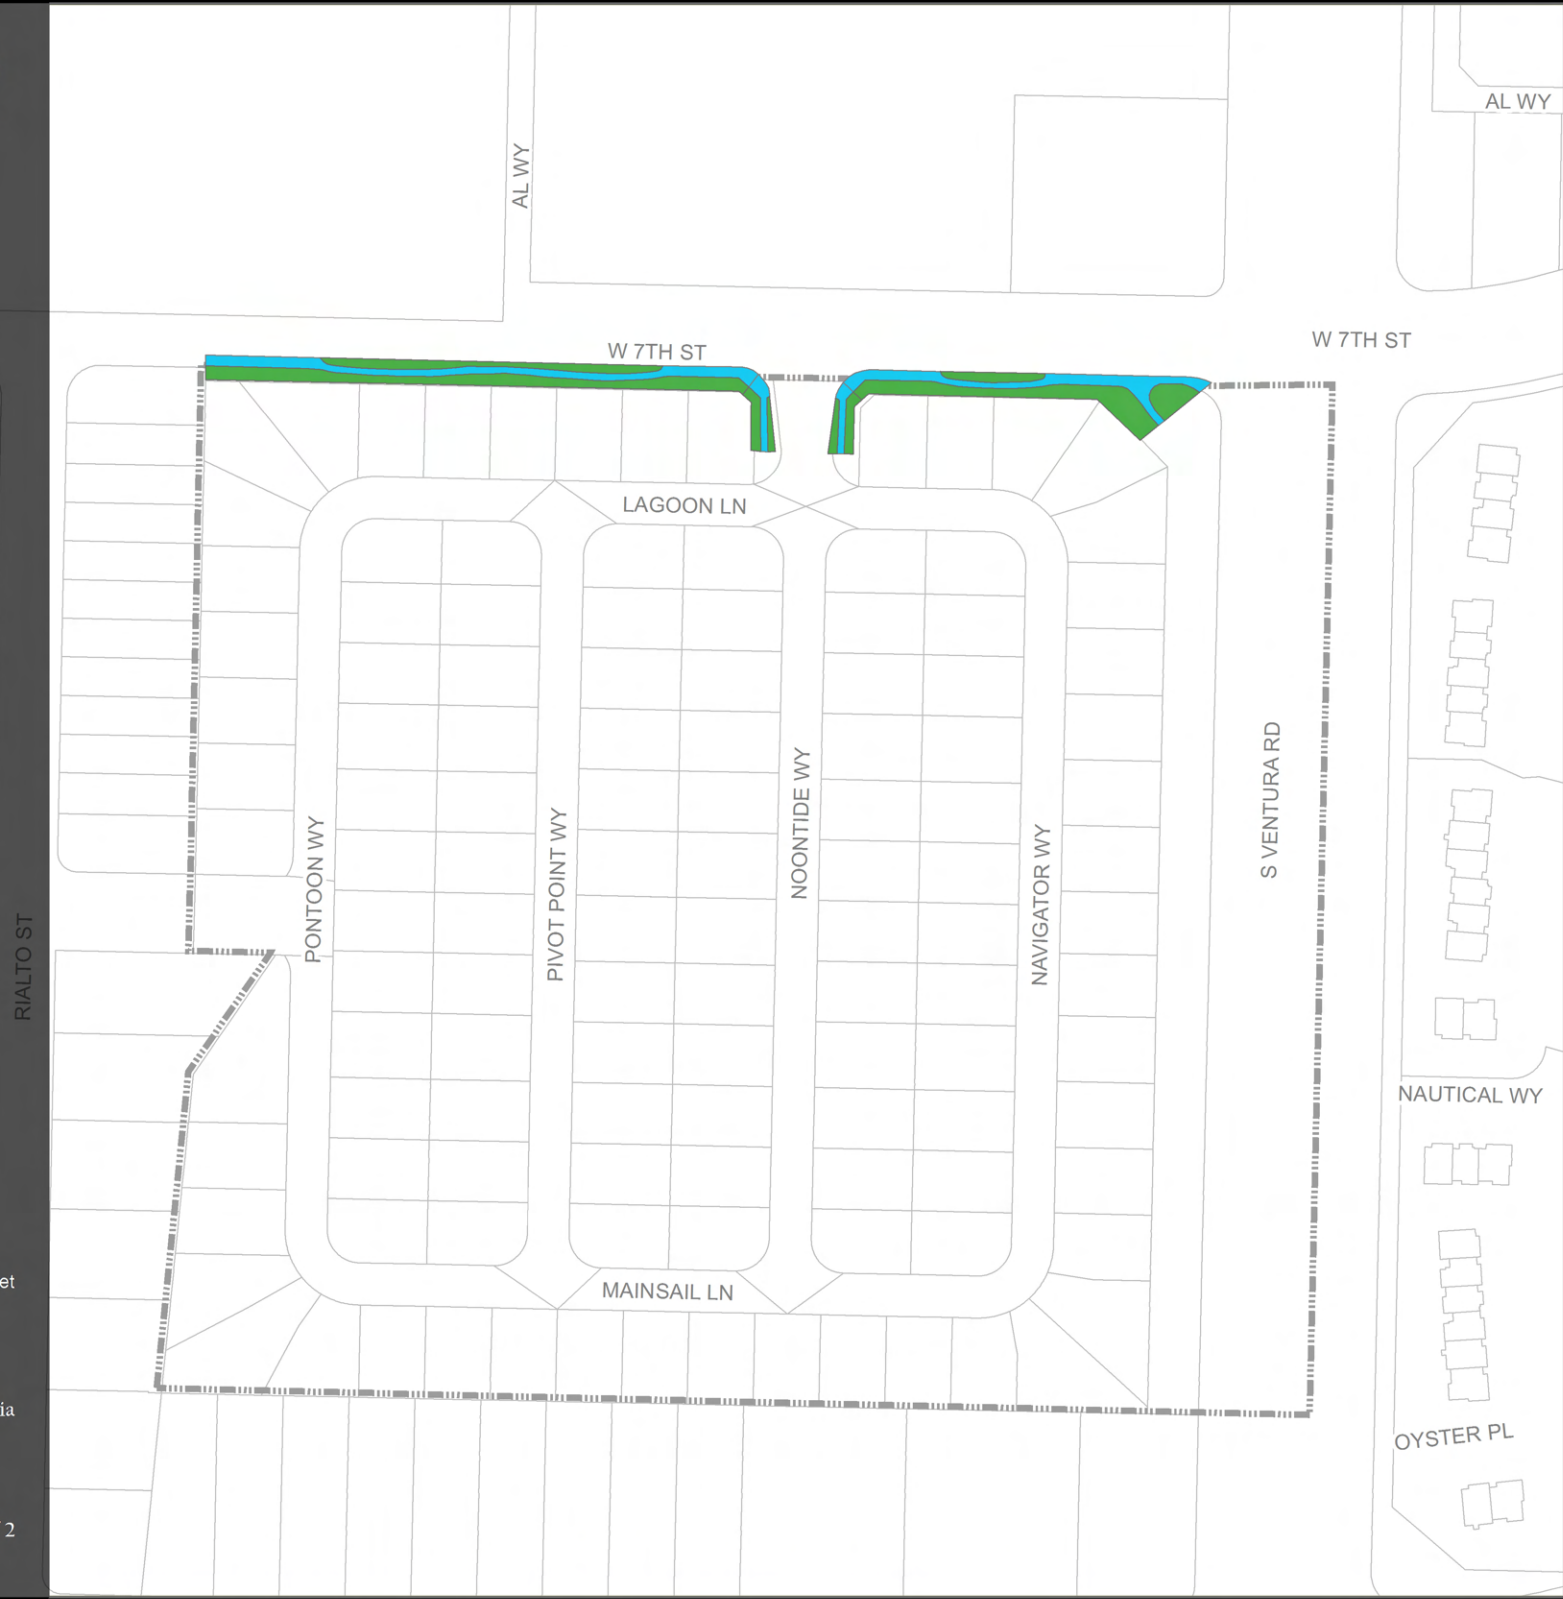 AL WY
AL WY
W 7TH ST
W 7TH ST
LAGOON LN
PONTOON WY
PIVOT POINT WY
NOONTIDE WY
NAVIGATOR WY
S VENTURA RD
RIALTO ST
NAUTICAL WY
et
MAINSAIL LN
ia
OYSTER PL
2